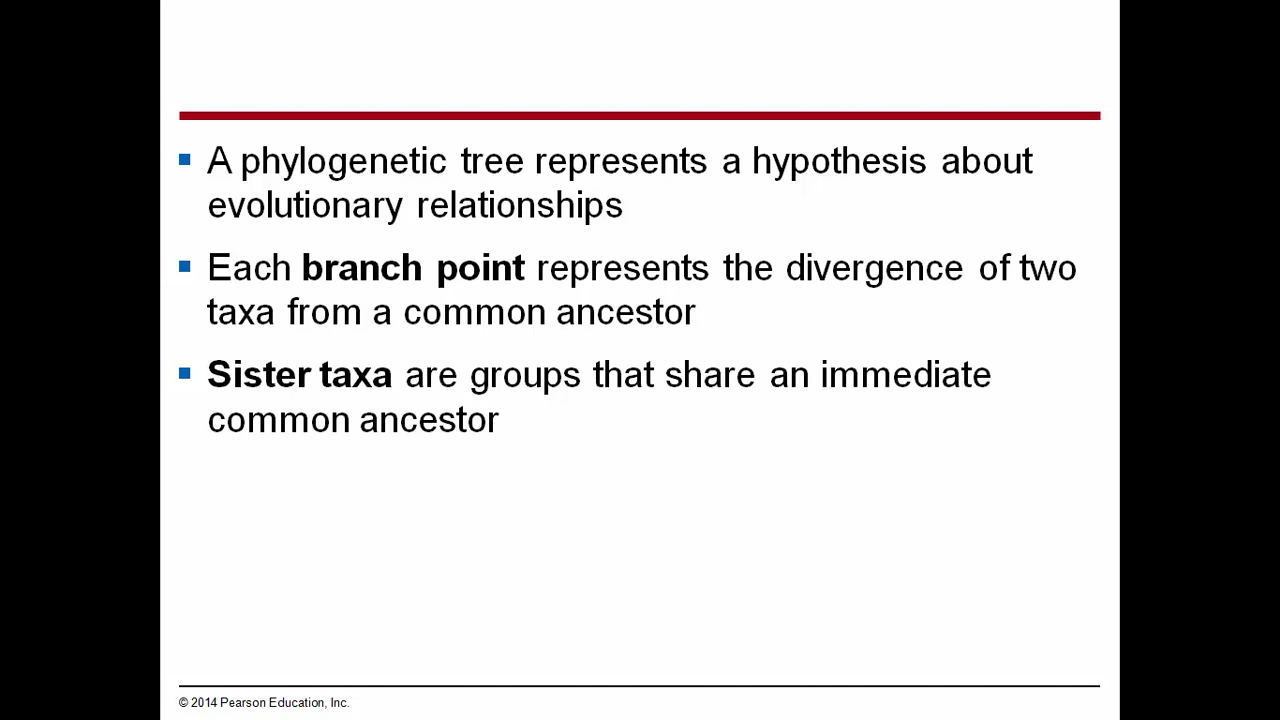 A phylogenetic tree represents a hypothesis about
evolutionary relationships
Each branch point represents the divergence of two
taxa from a common ancestor
Sister taxa are groups that share an immediate
common ancestor
© 2014 Pearson Education, Inc.